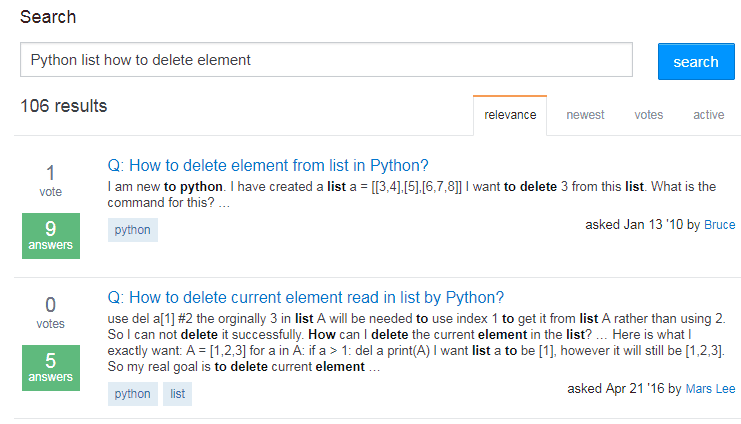 Search
Python list how to delete element
search
106 results
relevance newest votes active
1
vote
9
answers
Q: How to delete element from list in Python?
I am new to python. I have created a list a = [[3,4],[5],[6,7,8]] I want to delete 3 from this list. What is the
command for this? ...
python
asked Jan 13 '10 by Bruce
0
votes
5
answers
Q: How to delete current element read in list by Python?
use del a[1] #2 the orginally 3 in list A will be needed to use index 1 to get it from list A rather than using 2.
So I can not delete it successfully. How can I delete the current element in the list? ... Here is what I
exactly want: A = [1,2,3] for a in A: if a > 1: del a print(A) I want list a to be [1], however it will still be [1,2,3].
So my real goal is to delete current element ...
python list
asked Apr 21 '16 by Mars Lee